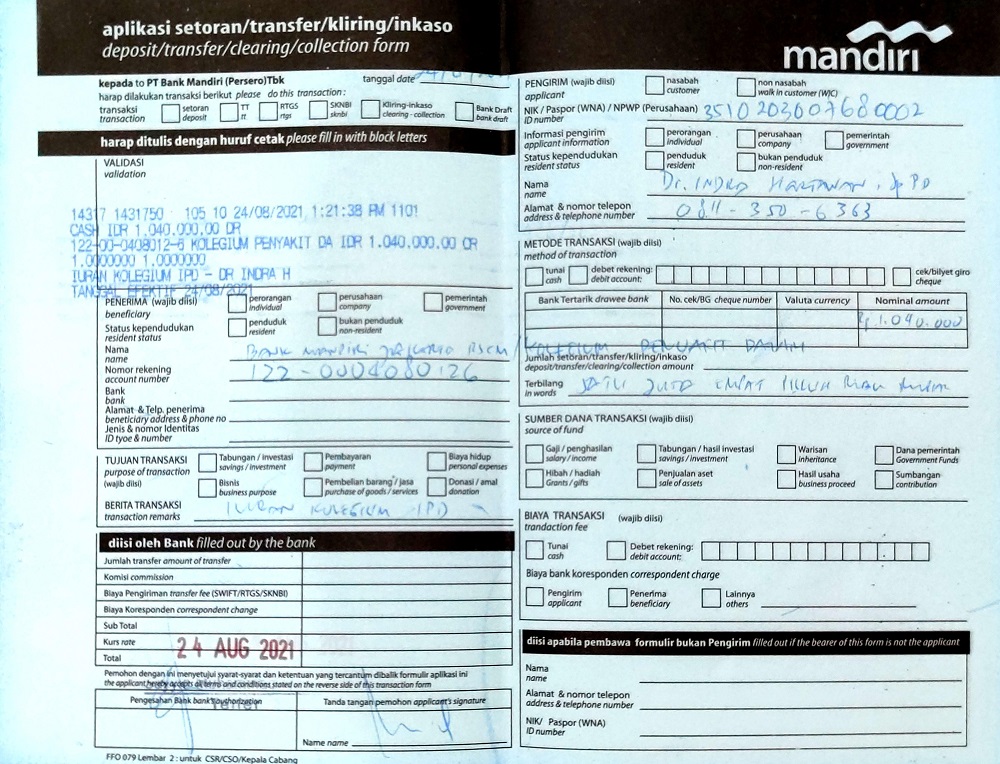 aplikasi setoran/transfer/kliring/inkaso
deposit/transfer/clearing/collection form
mandiri
kepada to PT Bank Mandiri (Persero)Tbk
tanggal date
harap dilakukan transaksi berikut please do this transaction :
transaksi transaction
setoran deposit
TT tt
RTGS rtgs
SKNBI sknbi
Kliring-inkaso clearing - collection
Bank Draft bank draft
harap ditulis dengan huruf cetak please fill in with block letters
VALIDASI
validation
14317 1431750 105 10 24/08/2021, 1:21:38 PM 1101
CASH IDR 1.040.000,00 DR
122-00-0408012-6 KOLEGIUM PENYAKIT DA IDR 1.040.000.00 CR
1.0000000 1.0000000
IURAN KOLEGIUM IPD - DR INDRA H
TANGGAL EFEKTIF 24/08/2021
PENERIMA (wajib diisi)
beneficiary
perorangan individual
perusahaan company
pemerintah government
Status kependudukan
resident status
penduduk resident
bukan penduduk non-resident
Nama
name
BANK MANDIRI RSCM / KOLEGIUM PENYAKIT DALAM
Nomor rekening
account number
122-0004080126
Bank
bank
Alamat & Telp. penerima
beneticiary address & phone no
Jenis & nomor Identitas
ID tyoe & number
TUJUAN TRANSAKSI
purpose of transaction
(wajib diisi)
Tabungan / investasi savings / investment
Pembayaran payment
Biaya hidup personal expenses
Bisnis business purpose
Pembelian barang / jasa purchase of goods / services
Donasi / amal donation
BERITA TRANSAKSI
transaction remarks
IURAN KOLEGIUM IPD
diisi oleh Bank filled out by the bank
Jumlah transfer amount of transfer
Komisi commission
Biaya Pengiriman transfer fee (SWIFT/RTGS/SKNBI)
Biaya Koresponden correspondent change
Sub Total
Kurs rate
Total
24 AUG 2021
Pemohon dengan ini menyetujui syarat-syarat dan ketentuan yang tercantum dibalik formulir aplikasi ini
the applicant hereby accepts all terms and conditions stated on the reverse side of this transaction form
Pengesahan Bank bank authorization
Teller
Tanda tangan pemohon applicant's signature
Name name
FFO 079 Lembar 2 : untuk CSR/CSO/Kepala Cabang
PENGIRIM (wajib diisi)
applicant
nasabah customer
non nasabah walk in customer (WIC)
NIK / Paspor (WNA) / NPWP (Perusahaan)
ID number
3510203007680002
Informasi pengirim
applicant information
perorangan individual
perusahaan company
pemerintah government
Status kependudukan
resident status
penduduk resident
bukan penduduk non-resident
Nama
name
Dr. INDRA HARTAWAN, SpPD
Alamat & nomor telepon
address & telephone number
0811-350-6363
METODE TRANSAKSI (wajib diisi)
method of transaction
tunai cash
debet rekening: debit account:
cek/bilyet giro cheque
Bank Tertarik drawee bank
No. cek/BG cheque number
Valuta currency
Nominal amount
Rp 1.040.000
Jumlah setoran/transfer/kliring/inkaso
deposit/transfer/clearing/collection amount
Terbilang
in words
SATU JUTA EMPAT PULUH RIBU RUPIAH
SUMBER DANA TRANSAKSI (wajib diisi)
source of fund
Gaji / penghasilan salary / income
Tabungan / hasil investasi savings / investment
Warisan inheritance
Dana pemerintah Government Funds
Hibah / hadiah Grants / gifts
Penjualan aset sale of assets
Hasil usaha business proceed
Sumbangan contribution
BIAYA TRANSAKSI (wajib diisi)
trandaction fee
Tunai cash
Debet rekening: debit account:
Biaya bank koresponden correspondent charge
Pengirim applicant
Penerima beneficiary
Lainnya others
diisi apabila pembawa formulir bukan Pengirim filled out if the bearer of this form is not the applicant
Nama
name
Alamat & nomor telepon
address & telephone number
NIK/ Paspor (WNA)
ID number